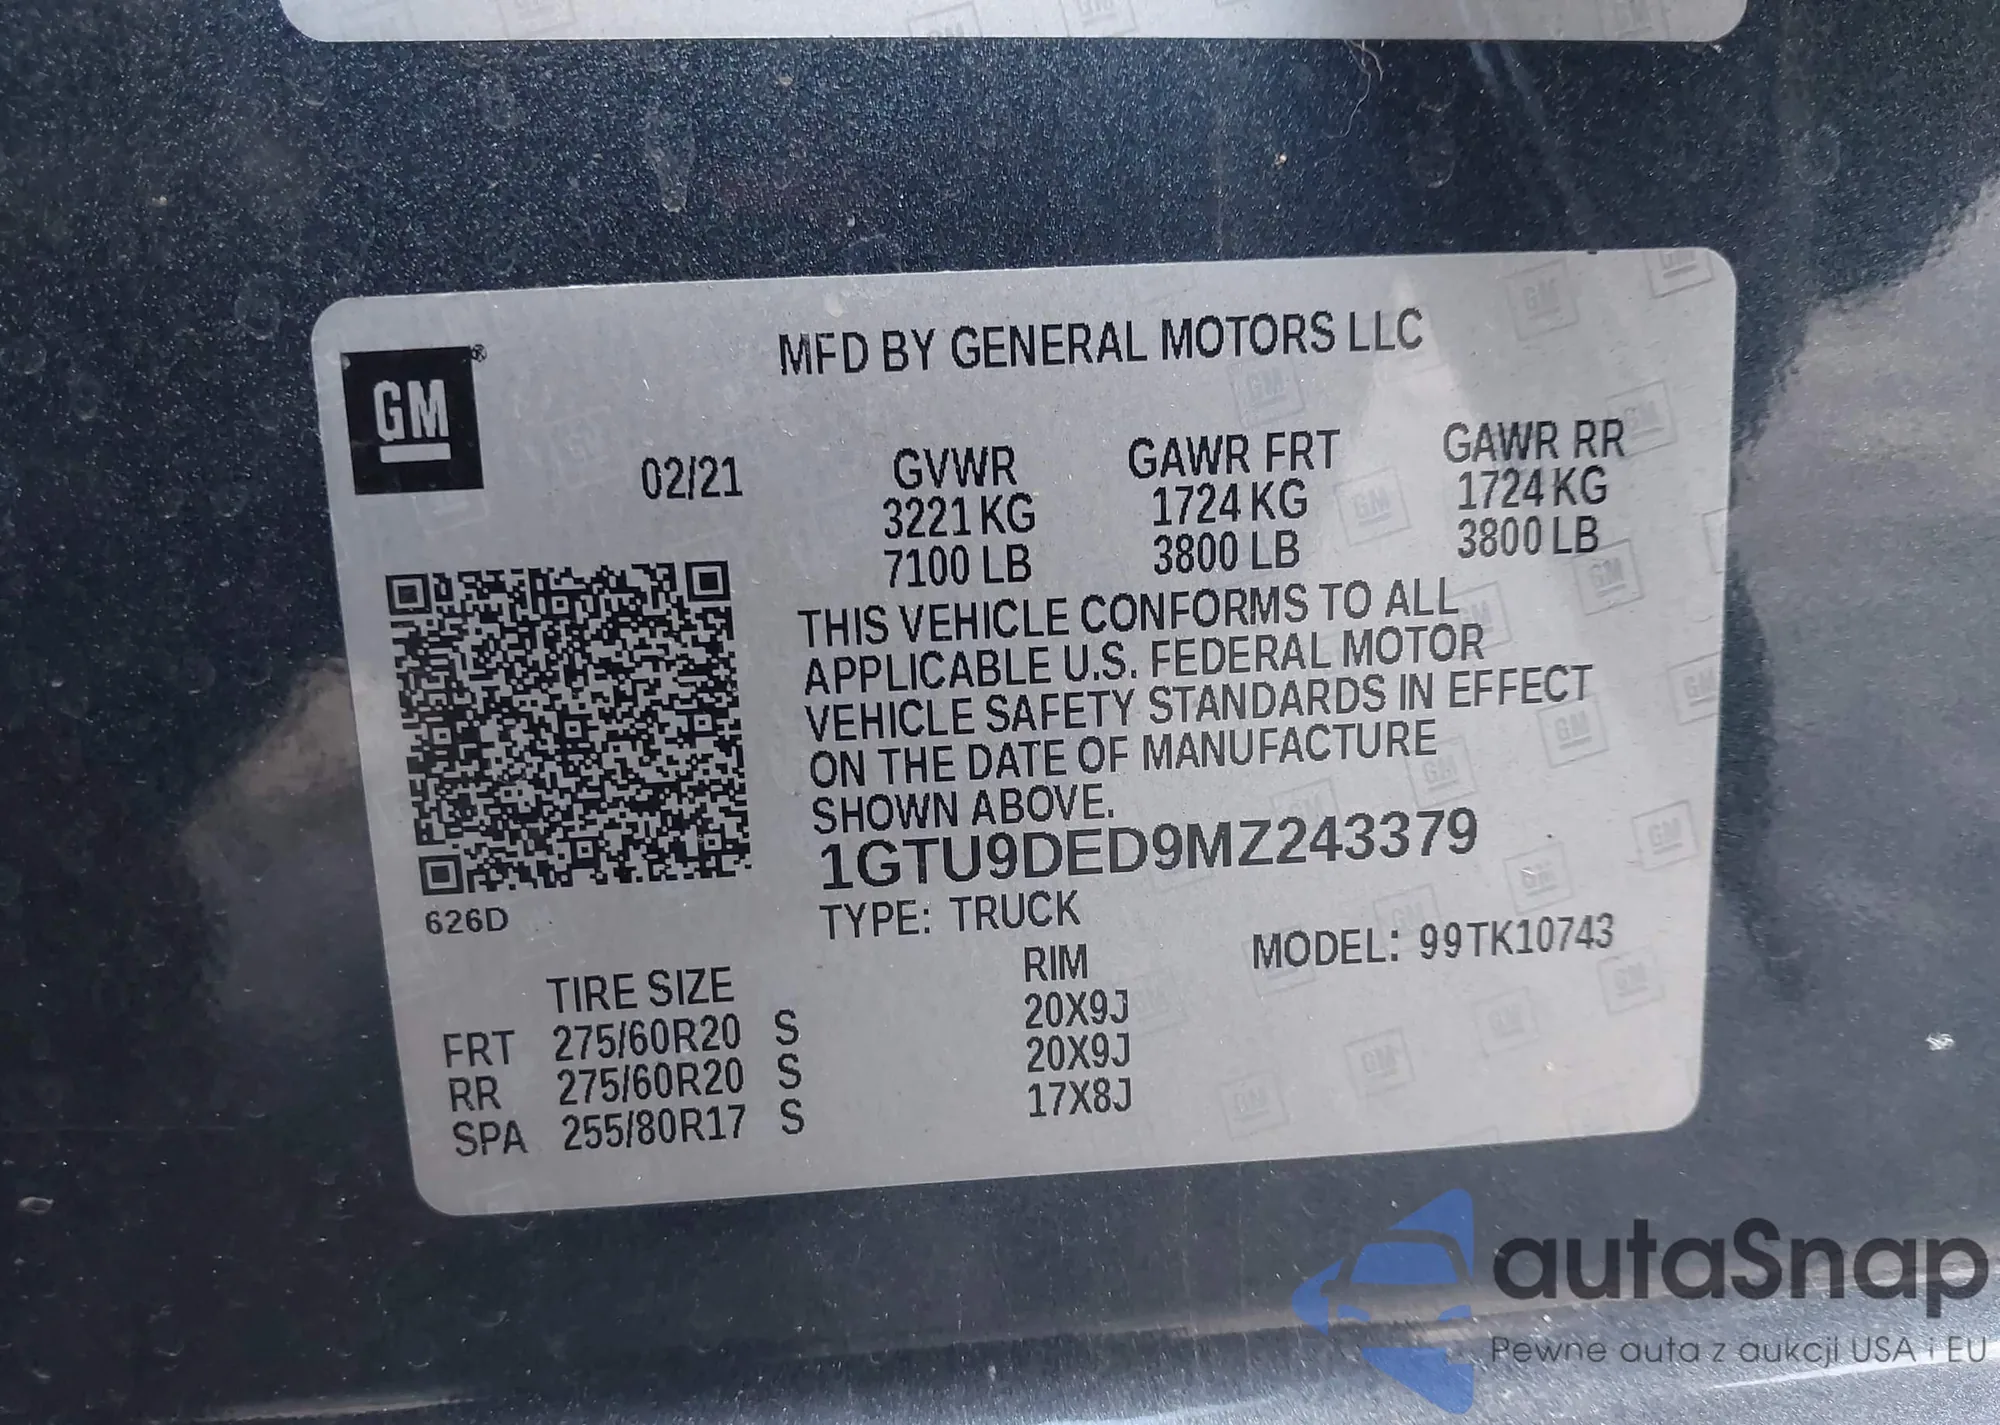 MFD BY GENERAL MOTORS LLC
GM®
02/21 GVWR GAWR FRT GAWR RR
3221 KG 1724 KG 1724 KG
7100 LB 3800 LB 3800 LB
THIS VEHICLE CONFORMS TO ALL
APPLICABLE U.S. FEDERAL MOTOR
VEHICLE SAFETY STANDARDS IN EFFECT
ON THE DATE OF MANUFACTURE
SHOWN ABOVE.
1GTU9DED9MZ243379
626D
TYPE: TRUCK
MODEL: 99TK10743
TIRE SIZE RIM
FRT 275/60R20 S 20X9J
RR 275/60R20 S 20X9J
SPA 255/80R17 S 17X8J
autaSnap
Pewne auta z aukcji USA i EU